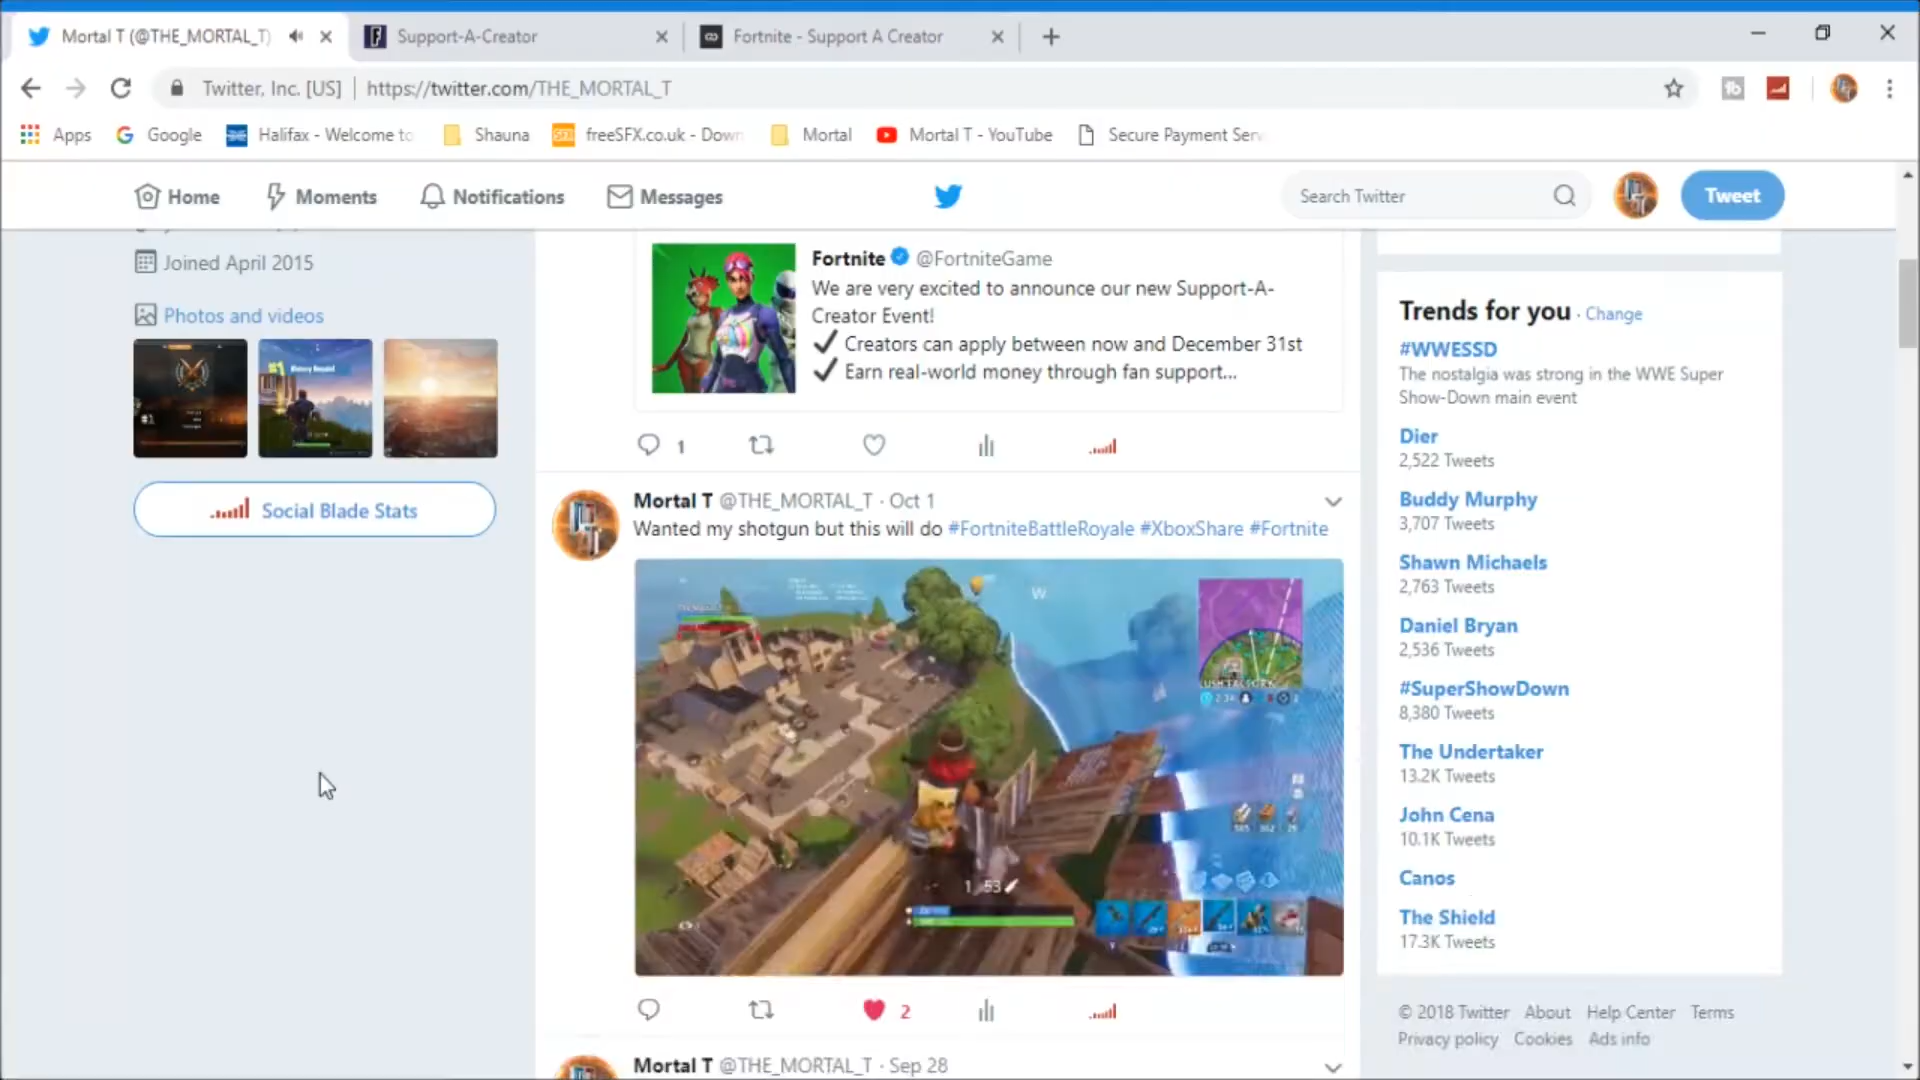 Mortal T (@THE_MORTAL_T)
Support-A-Creator
Fortnite - Support A Creator
Twitter, Inc. [US]
https://twitter.com/THE_MORTAL_T
Apps
Google
Halifax - Welcome to
Shauna
freeSFX.co.uk - Down
Mortal
Mortal T - YouTube
Secure Payment Serv
Home
Moments
Notifications
Messages
Search Twitter
Tweet
Joined April 2015
Photos and videos
Social Blade Stats
Fortnite @FortniteGame
We are very excited to announce our new Support-A-
Creator Event!
✔ Creators can apply between now and December 31st
✔ Earn real-world money through fan support...
1
Mortal T @THE_MORTAL_T · Oct 1
Wanted my shotgun but this will do #FortniteBattleRoyale #XboxShare #Fortnite
W
1 53
2
Mortal T @THE_MORTAL_T · Sep 28
Trends for you · Change
#WWESSD
The nostalgia was strong in the WWE Super
Show-Down main event
Dier
2,522 Tweets
Buddy Murphy
3,707 Tweets
Shawn Michaels
2,763 Tweets
Daniel Bryan
2,536 Tweets
#SuperShowDown
8,380 Tweets
The Undertaker
13.2K Tweets
John Cena
10.1K Tweets
Canos
The Shield
17.3K Tweets
© 2018 Twitter About Help Center Terms
Privacy policy Cookies Ads info